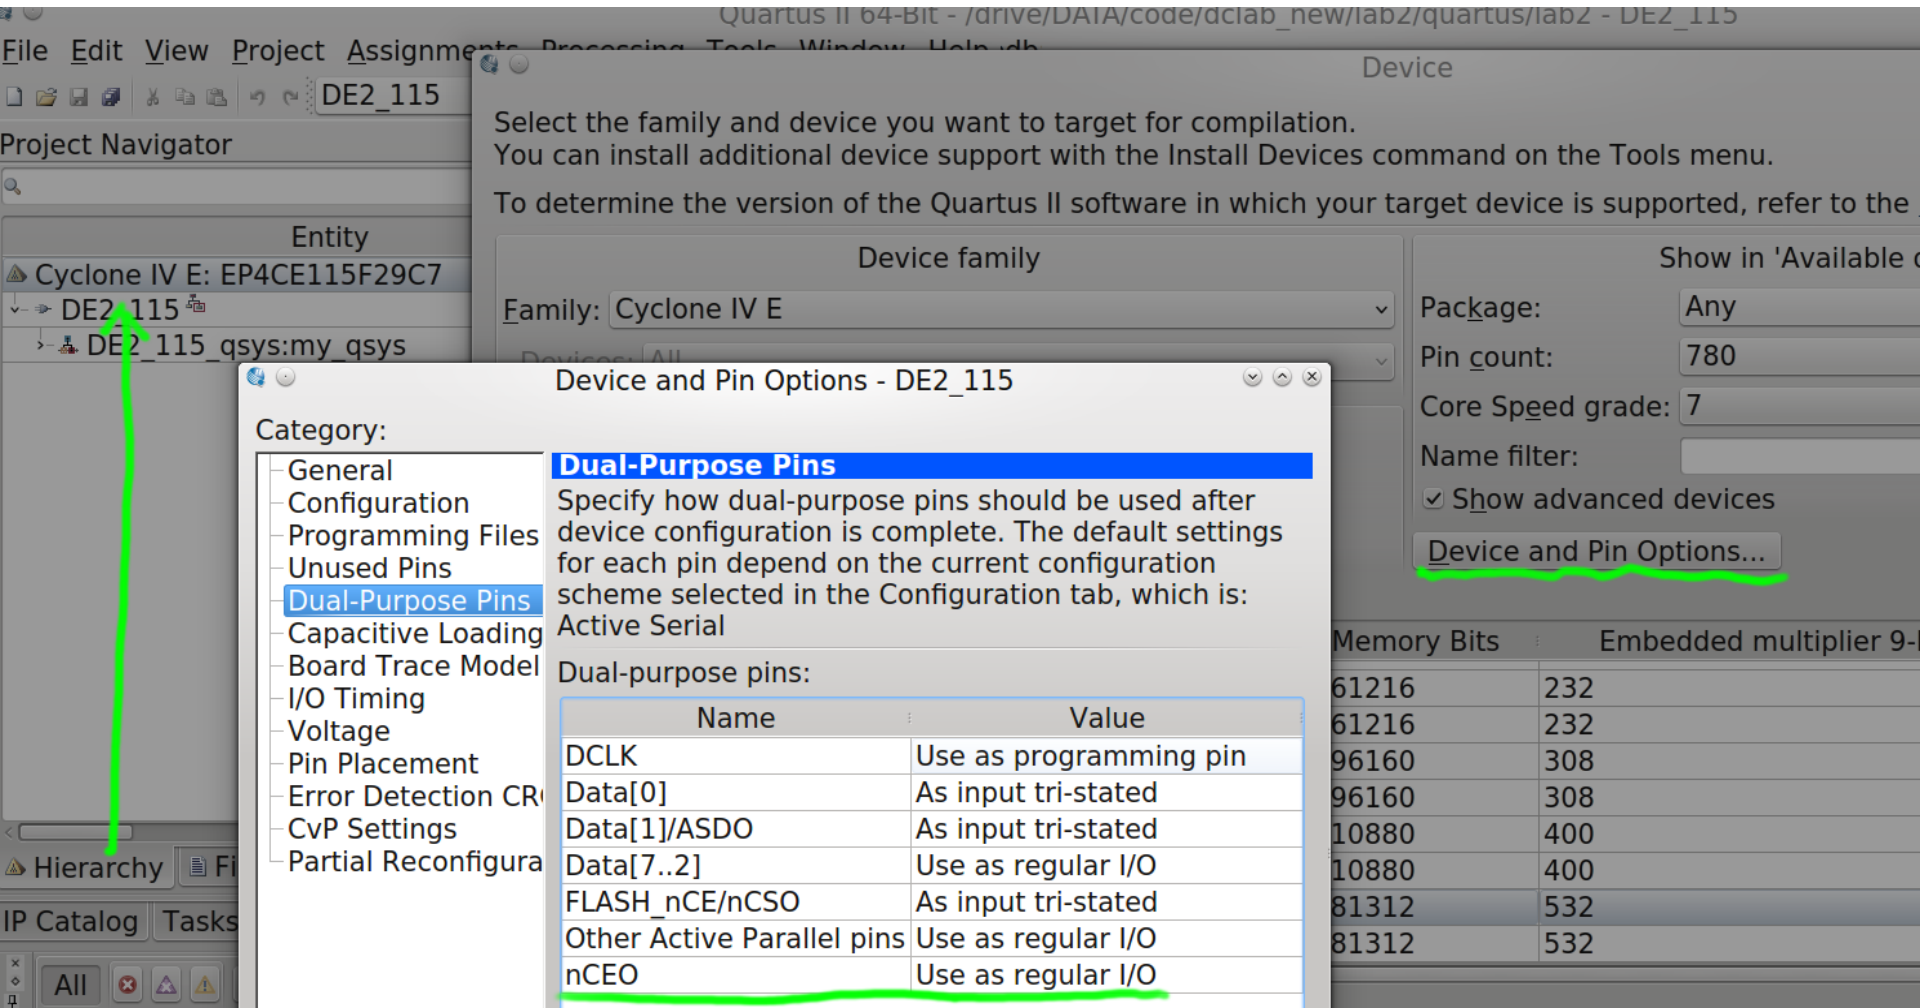 Quartus II 64-Bit - /drive/DATA/code/dclab_new/lab2/quartus/lab2 - DE2_115
File Edit View Project Assignments Processing Tools Window Help
DE2_115
Project Navigator
Entity
Cyclone IV E: EP4CE115F29C7
DE2_115
DE2_115_qsys:my_qsys
Hierarchy
IP Catalog Tasks
All
Device
Select the family and device you want to target for compilation.
You can install additional device support with the Install Devices command on the Tools menu.
To determine the version of the Quartus II software in which your target device is supported, refer to the
Device family
Family: Cyclone IV E
Devices: All
Show in 'Available
Package: Any
Pin count: 780
Core Speed grade: 7
Name filter:
Show advanced devices
Device and Pin Options...
Memory Bits Embedded multiplier 9-
61216 232
61216 232
96160 308
96160 308
10880 400
10880 400
81312 532
81312 532
Device and Pin Options - DE2_115
Category:
General
Configuration
Programming Files
Unused Pins
Dual-Purpose Pins
Capacitive Loading
Board Trace Model
I/O Timing
Voltage
Pin Placement
Error Detection CR
CvP Settings
Partial Reconfigura
Dual-Purpose Pins
Specify how dual-purpose pins should be used after
device configuration is complete. The default settings
for each pin depend on the current configuration
scheme selected in the Configuration tab, which is:
Active Serial
Dual-purpose pins:
Name Value
DCLK Use as programming pin
Data[0] As input tri-stated
Data[1]/ASDO As input tri-stated
Data[7..2] Use as regular I/O
FLASH_nCE/nCSO As input tri-stated
Other Active Parallel pins Use as regular I/O
nCEO Use as regular I/O